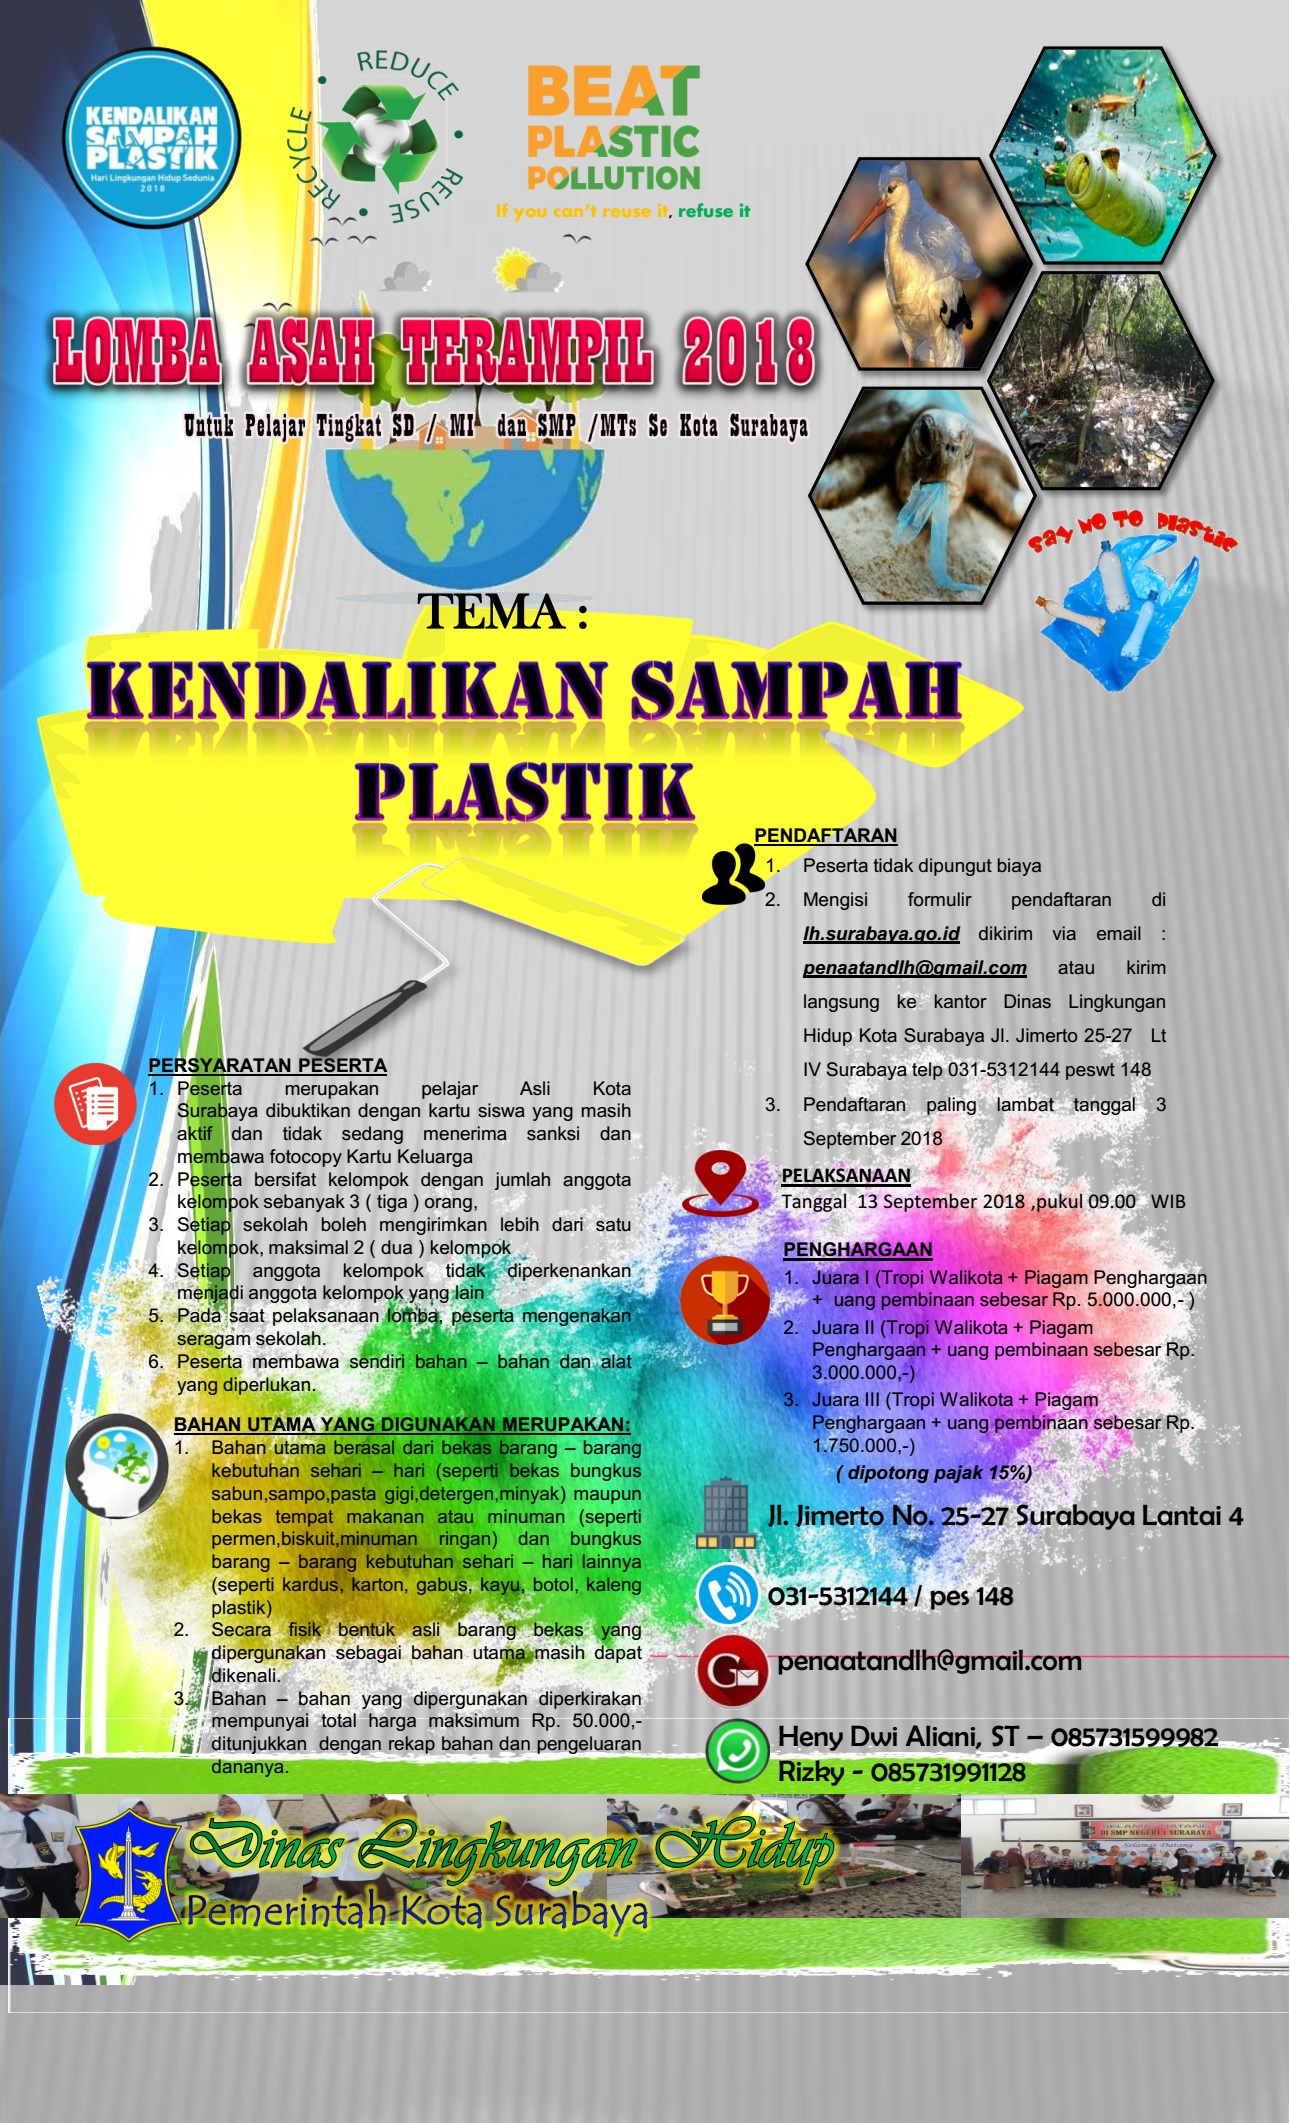 KENDALIKAN
SAMPAH
PLASTIK
Hari Lingkungan Hidup Sedunia
2018
REDUCE
REUSE
RECYCLE
BEAT
PLASTIC
POLLUTION
If you can't reuse it, refuse it
LOMBA ASAH TERAMPIL 2018
Untuk Pelajar Tingkat SD / MI dan SMP /MTs Se Kota Surabaya
SAY NO TO PLASTIC
TEMA :
KENDALIKAN SAMPAH
PLASTIK
PERSYARATAN PESERTA
1. Peserta merupakan pelajar Asli Kota
Surabaya dibuktikan dengan kartu siswa yang masih
aktif dan tidak sedang menerima sanksi dan
membawa fotocopy Kartu Keluarga
2. Peserta bersifat kelompok dengan jumlah anggota
kelompok sebanyak 3 ( tiga ) orang,
3. Setiap sekolah boleh mengirimkan lebih dari satu
kelompok, maksimal 2 ( dua ) kelompok
4. Setiap anggota kelompok tidak diperkenankan
menjadi anggota kelompok yang lain
5. Pada saat pelaksanaan lomba, peserta mengenakan
seragam sekolah.
6. Peserta membawa sendiri bahan – bahan dan alat
yang diperlukan.
BAHAN UTAMA YANG DIGUNAKAN MERUPAKAN:
1. Bahan utama berasal dari bekas barang – barang
kebutuhan sehari – hari (seperti bekas bungkus
sabun,sampo,pasta gigi,detergen,minyak) maupun
bekas tempat makanan atau minuman (seperti
permen,biskuit,minuman ringan) dan bungkus
barang – barang kebutuhan sehari – hari lainnya
(seperti kardus, karton, gabus, kayu, botol, kaleng
plastik)
2. Secara fisik bentuk asli barang bekas yang
dipergunakan sebagai bahan utama masih dapat
dikenali.
3. Bahan – bahan yang dipergunakan diperkirakan
mempunyai total harga maksimum Rp. 50.000,-
ditunjukkan dengan rekap bahan dan pengeluaran
dananya.
PENDAFTARAN
1. Peserta tidak dipungut biaya
2. Mengisi formulir pendaftaran di
lh.surabaya.go.id dikirim via email :
penaatandlh@gmail.com atau kirim
langsung ke kantor Dinas Lingkungan
Hidup Kota Surabaya Jl. Jimerto 25-27 Lt
IV Surabaya telp 031-5312144 peswt 148
3. Pendaftaran paling lambat tanggal 3
September 2018
PELAKSANAAN
Tanggal 13 September 2018 ,pukul 09.00 WIB
PENGHARGAAN
1. Juara I (Tropi Walikota + Piagam Penghargaan
+ uang pembinaan sebesar Rp. 5.000.000,- )
2. Juara II (Tropi Walikota + Piagam
Penghargaan + uang pembinaan sebesar Rp.
3.000.000,-)
3. Juara III (Tropi Walikota + Piagam
Penghargaan + uang pembinaan sebesar Rp.
1.750.000,-)
( dipotong pajak 15%)
Jl. Jimerto No. 25-27 Surabaya Lantai 4
031-5312144 / pes 148
penaatandlh@gmail.com
Heny Dwi Aliani, ST – 085731599982
Rizky - 085731991128
Dinas Lingkungan Hidup
Pemerintah Kota Surabaya
SELAMAT DATANG
DI SMP NEGERI 1 SURABAYA
Selamat Datang